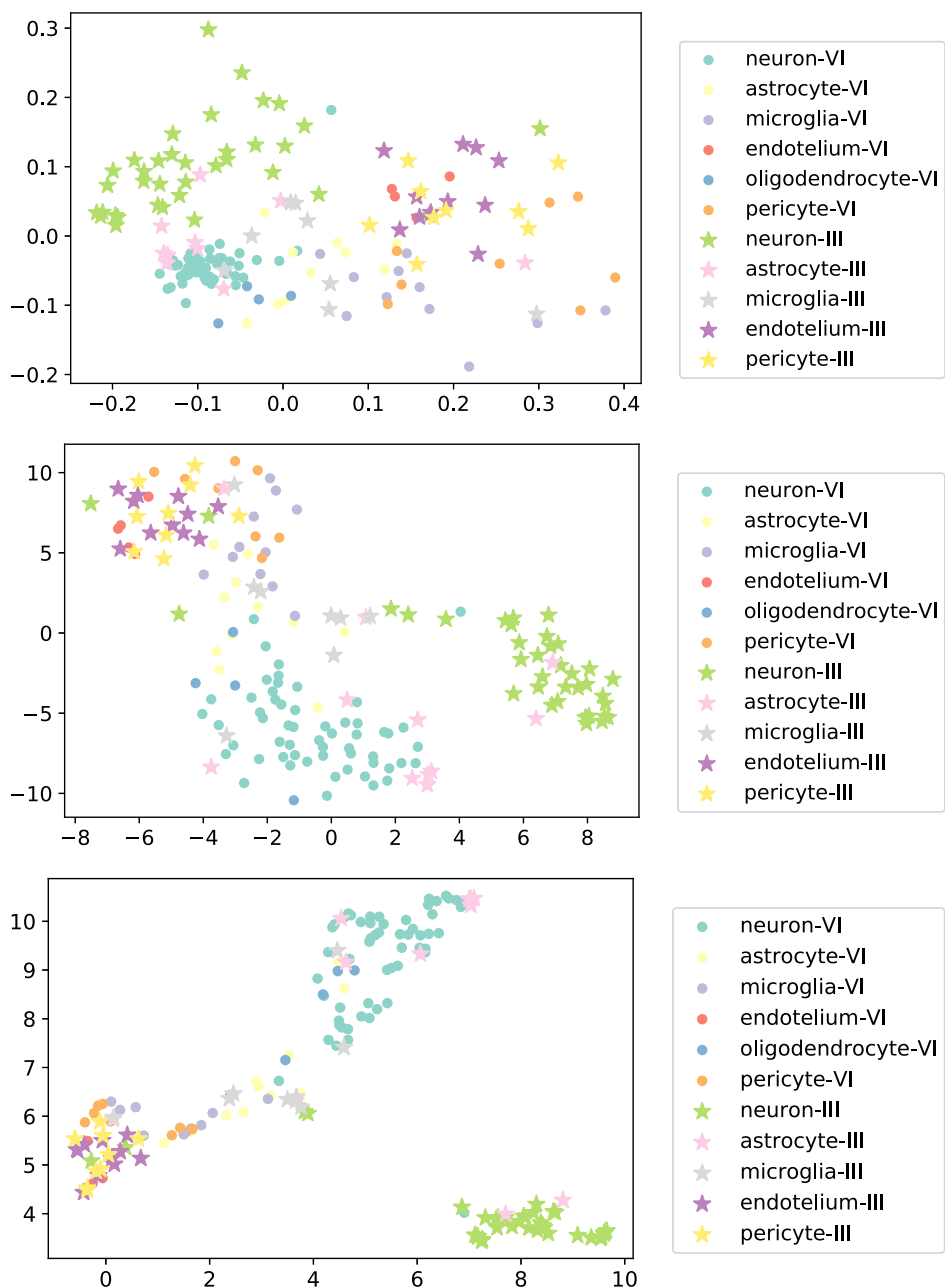 0.3
0.2
0.1
0.0
−0.1
−0.2
−0.2 −0.1 0.0 0.1 0.2 0.3 0.4
neuron-VI
astrocyte-VI
microglia-VI
endotelium-VI
oligodendrocyte-VI
pericyte-VI
neuron-III
astrocyte-III
microglia-III
endotelium-III
pericyte-III
10
5
0
−5
−10
−8 −6 −4 −2 0 2 4 6 8
neuron-VI
astrocyte-VI
microglia-VI
endotelium-VI
oligodendrocyte-VI
pericyte-VI
neuron-III
astrocyte-III
microglia-III
endotelium-III
pericyte-III
10
9
8
7
6
5
4
0 2 4 6 8 10
neuron-VI
astrocyte-VI
microglia-VI
endotelium-VI
oligodendrocyte-VI
pericyte-VI
neuron-III
astrocyte-III
microglia-III
endotelium-III
pericyte-III